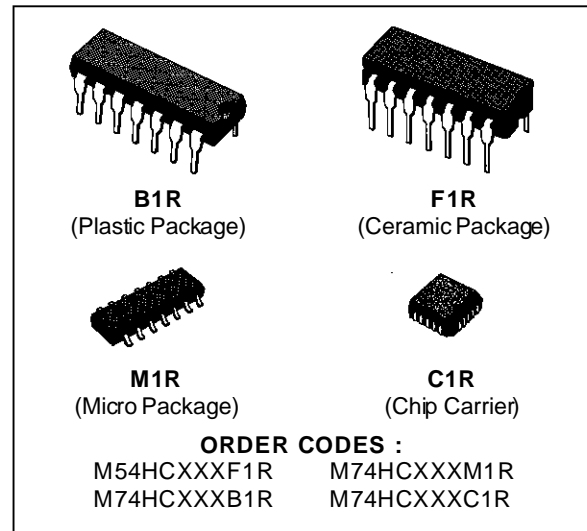 B1R
(Plastic Package)
F1R
(Ceramic Package)
M1R
(Micro Package)
C1R
(Chip Carrier)
ORDER CODES :
M54HCXXXF1R M74HCXXXM1R
M74HCXXXB1R M74HCXXXC1R